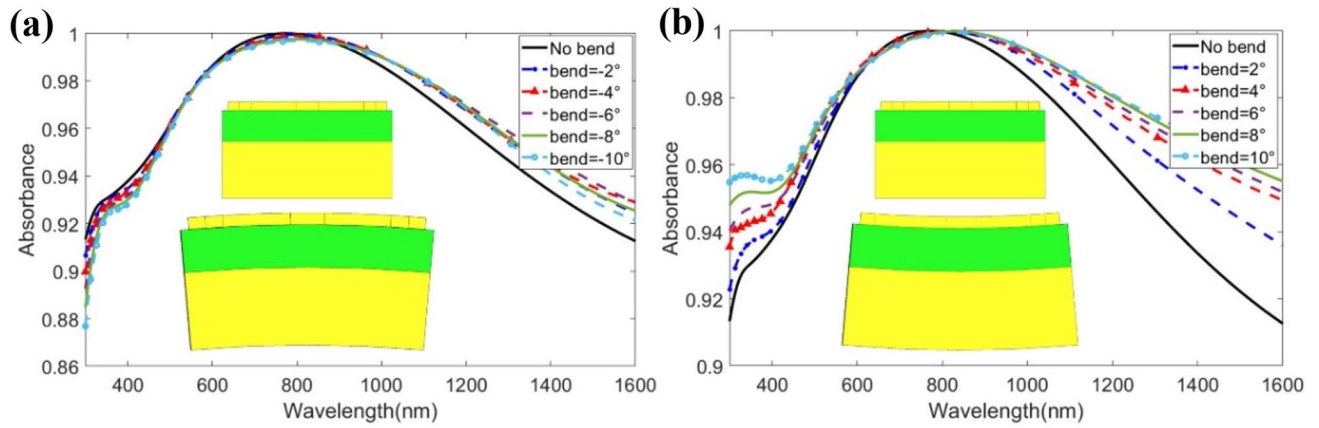 (a)
Absorbance
1
0.98
0.96
0.94
0.92
0.9
0.88
0.86
400
600
800
1000
1200
1400
1600
Wavelength(nm)
No bend
bend=-2°
bend=-4°
bend=-6°
bend=-8°
bend=-10°
(b)
Absorbance
1
0.98
0.96
0.94
0.92
0.9
400
600
800
1000
1200
1400
1600
Wavelength(nm)
No bend
bend=2°
bend=4°
bend=6°
bend=8°
bend=10°